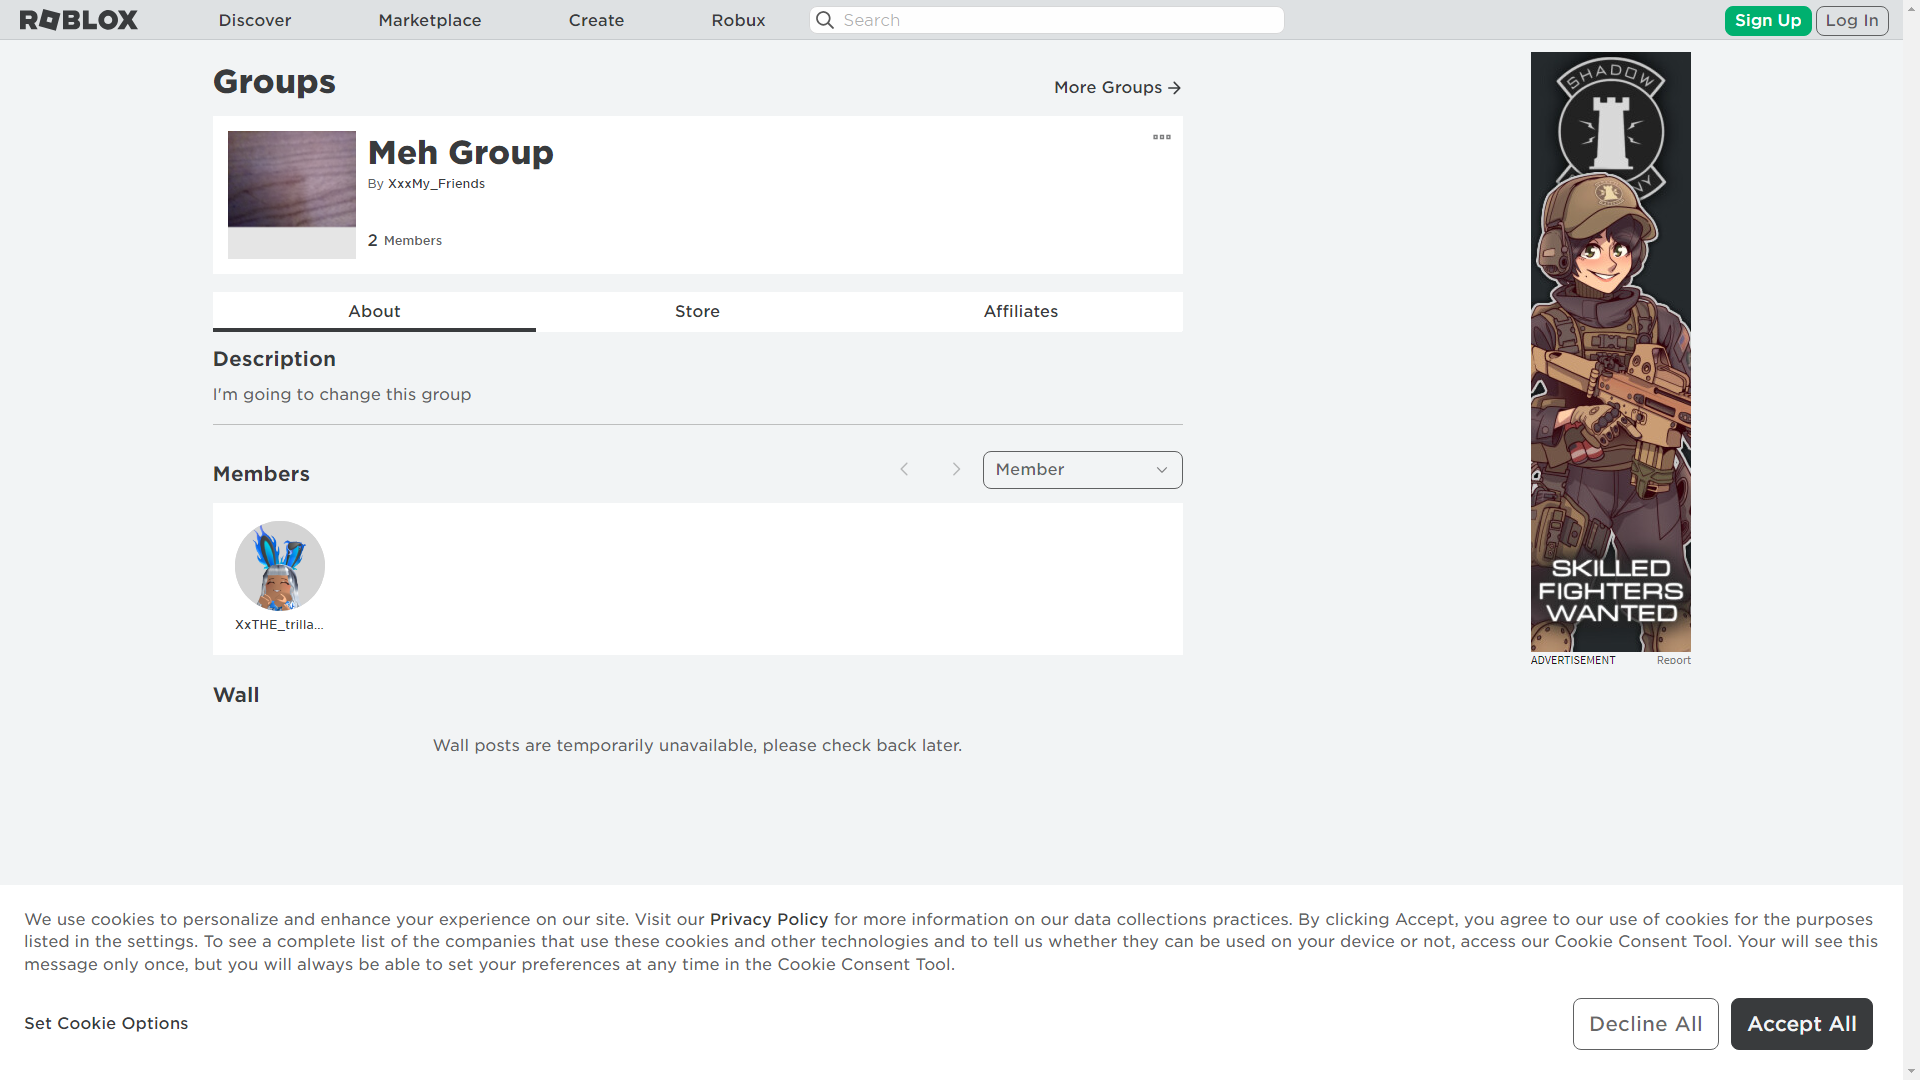 ROBLOX
Discover
Marketplace
Create
Robux
Search
Sign Up
Log In
Groups
More Groups
Meh Group
By XxxMy_Friends
2 Members
About
Store
Affiliates
Description
I'm going to change this group
Members
Member
XxTHE_trilla...
Wall
Wall posts are temporarily unavailable, please check back later.
SHADOW
SKILLED
FIGHTERS
WANTED
ADVERTISEMENT
Report
We use cookies to personalize and enhance your experience on our site. Visit our Privacy Policy for more information on our data collections practices. By clicking Accept, you agree to our use of cookies for the purposes
listed in the settings. To see a complete list of the companies that use these cookies and other technologies and to tell us whether they can be used on your device or not, access our Cookie Consent Tool. Your will see this
message only once, but you will always be able to set your preferences at any time in the Cookie Consent Tool.
Set Cookie Options
Decline All
Accept All